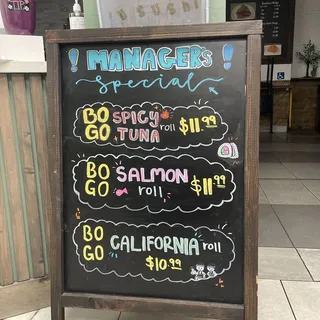 ! MANAGERS !
special
BO GO SPICY TUNA roll $11.99
BO GO SALMON roll $11.99
BO GO CALIFORNIA roll $10.99